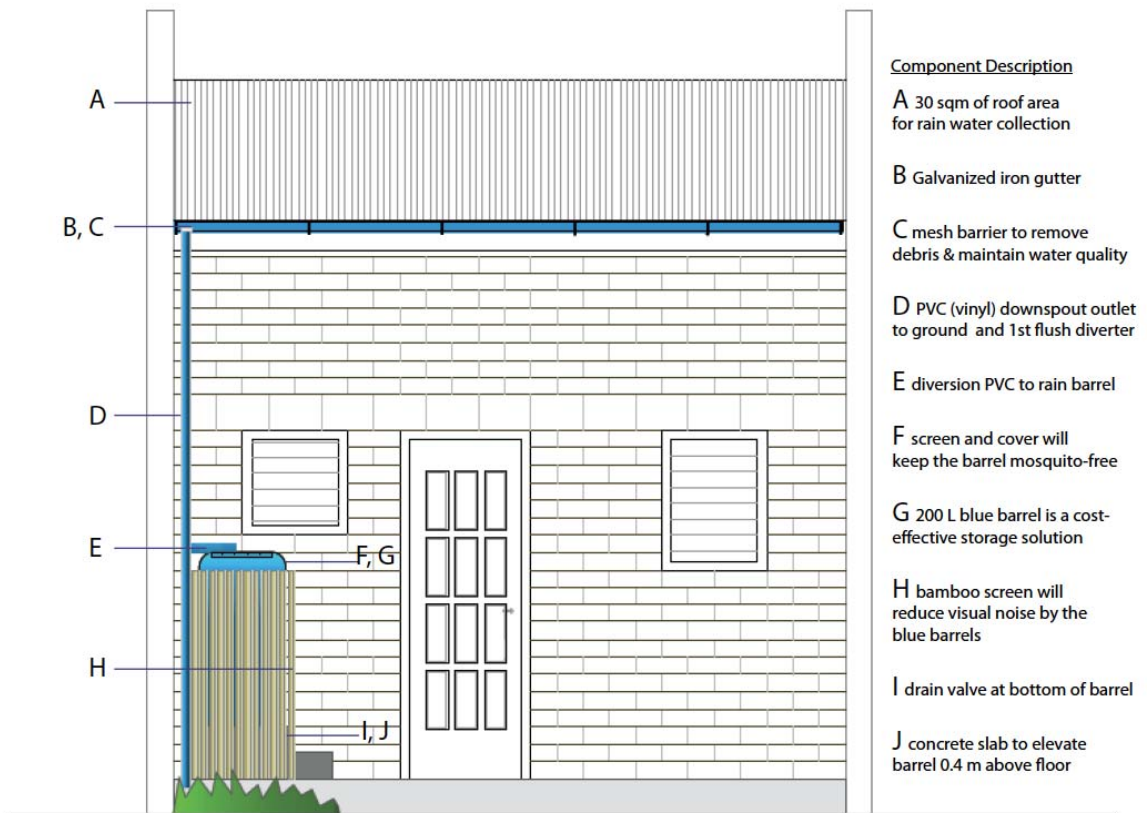 Component Description
A 30 sqm of roof area
for rain water collection
B Galvanized iron gutter
C mesh barrier to remove
debris & maintain water quality
D PVC (vinyl) downspout outlet
to ground and 1st flush diverter
E diversion PVC to rain barrel
F screen and cover will
keep the barrel mosquito-free
G 200 L blue barrel is a cost-
effective storage solution
H bamboo screen will
reduce visual noise by the
blue barrels
I drain valve at bottom of barrel
J concrete slab to elevate
barrel 0.4 m above floor
A
B, C
D
E
F, G
H
I, J